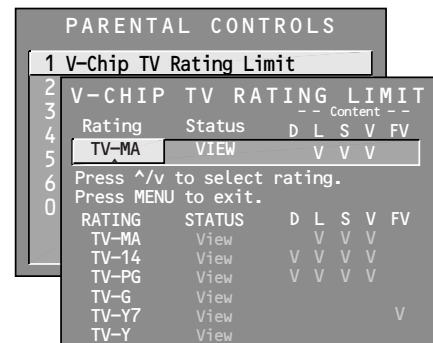 PARENTAL CONTROLS
1 V-Chip TV Rating Limit
2
3
4
5
6
0
V-CHIP TV RATING LIMIT
-- Content --
Rating Status D L S V FV
TV-MA VIEW V V V
Press ^/v to select rating.
Press MENU to exit.
RATING STATUS D L S V FV
TV-MA View V V V
TV-14 View V V V V
TV-PG View V V V V
TV-G View
TV-Y7 View V
TV-Y View